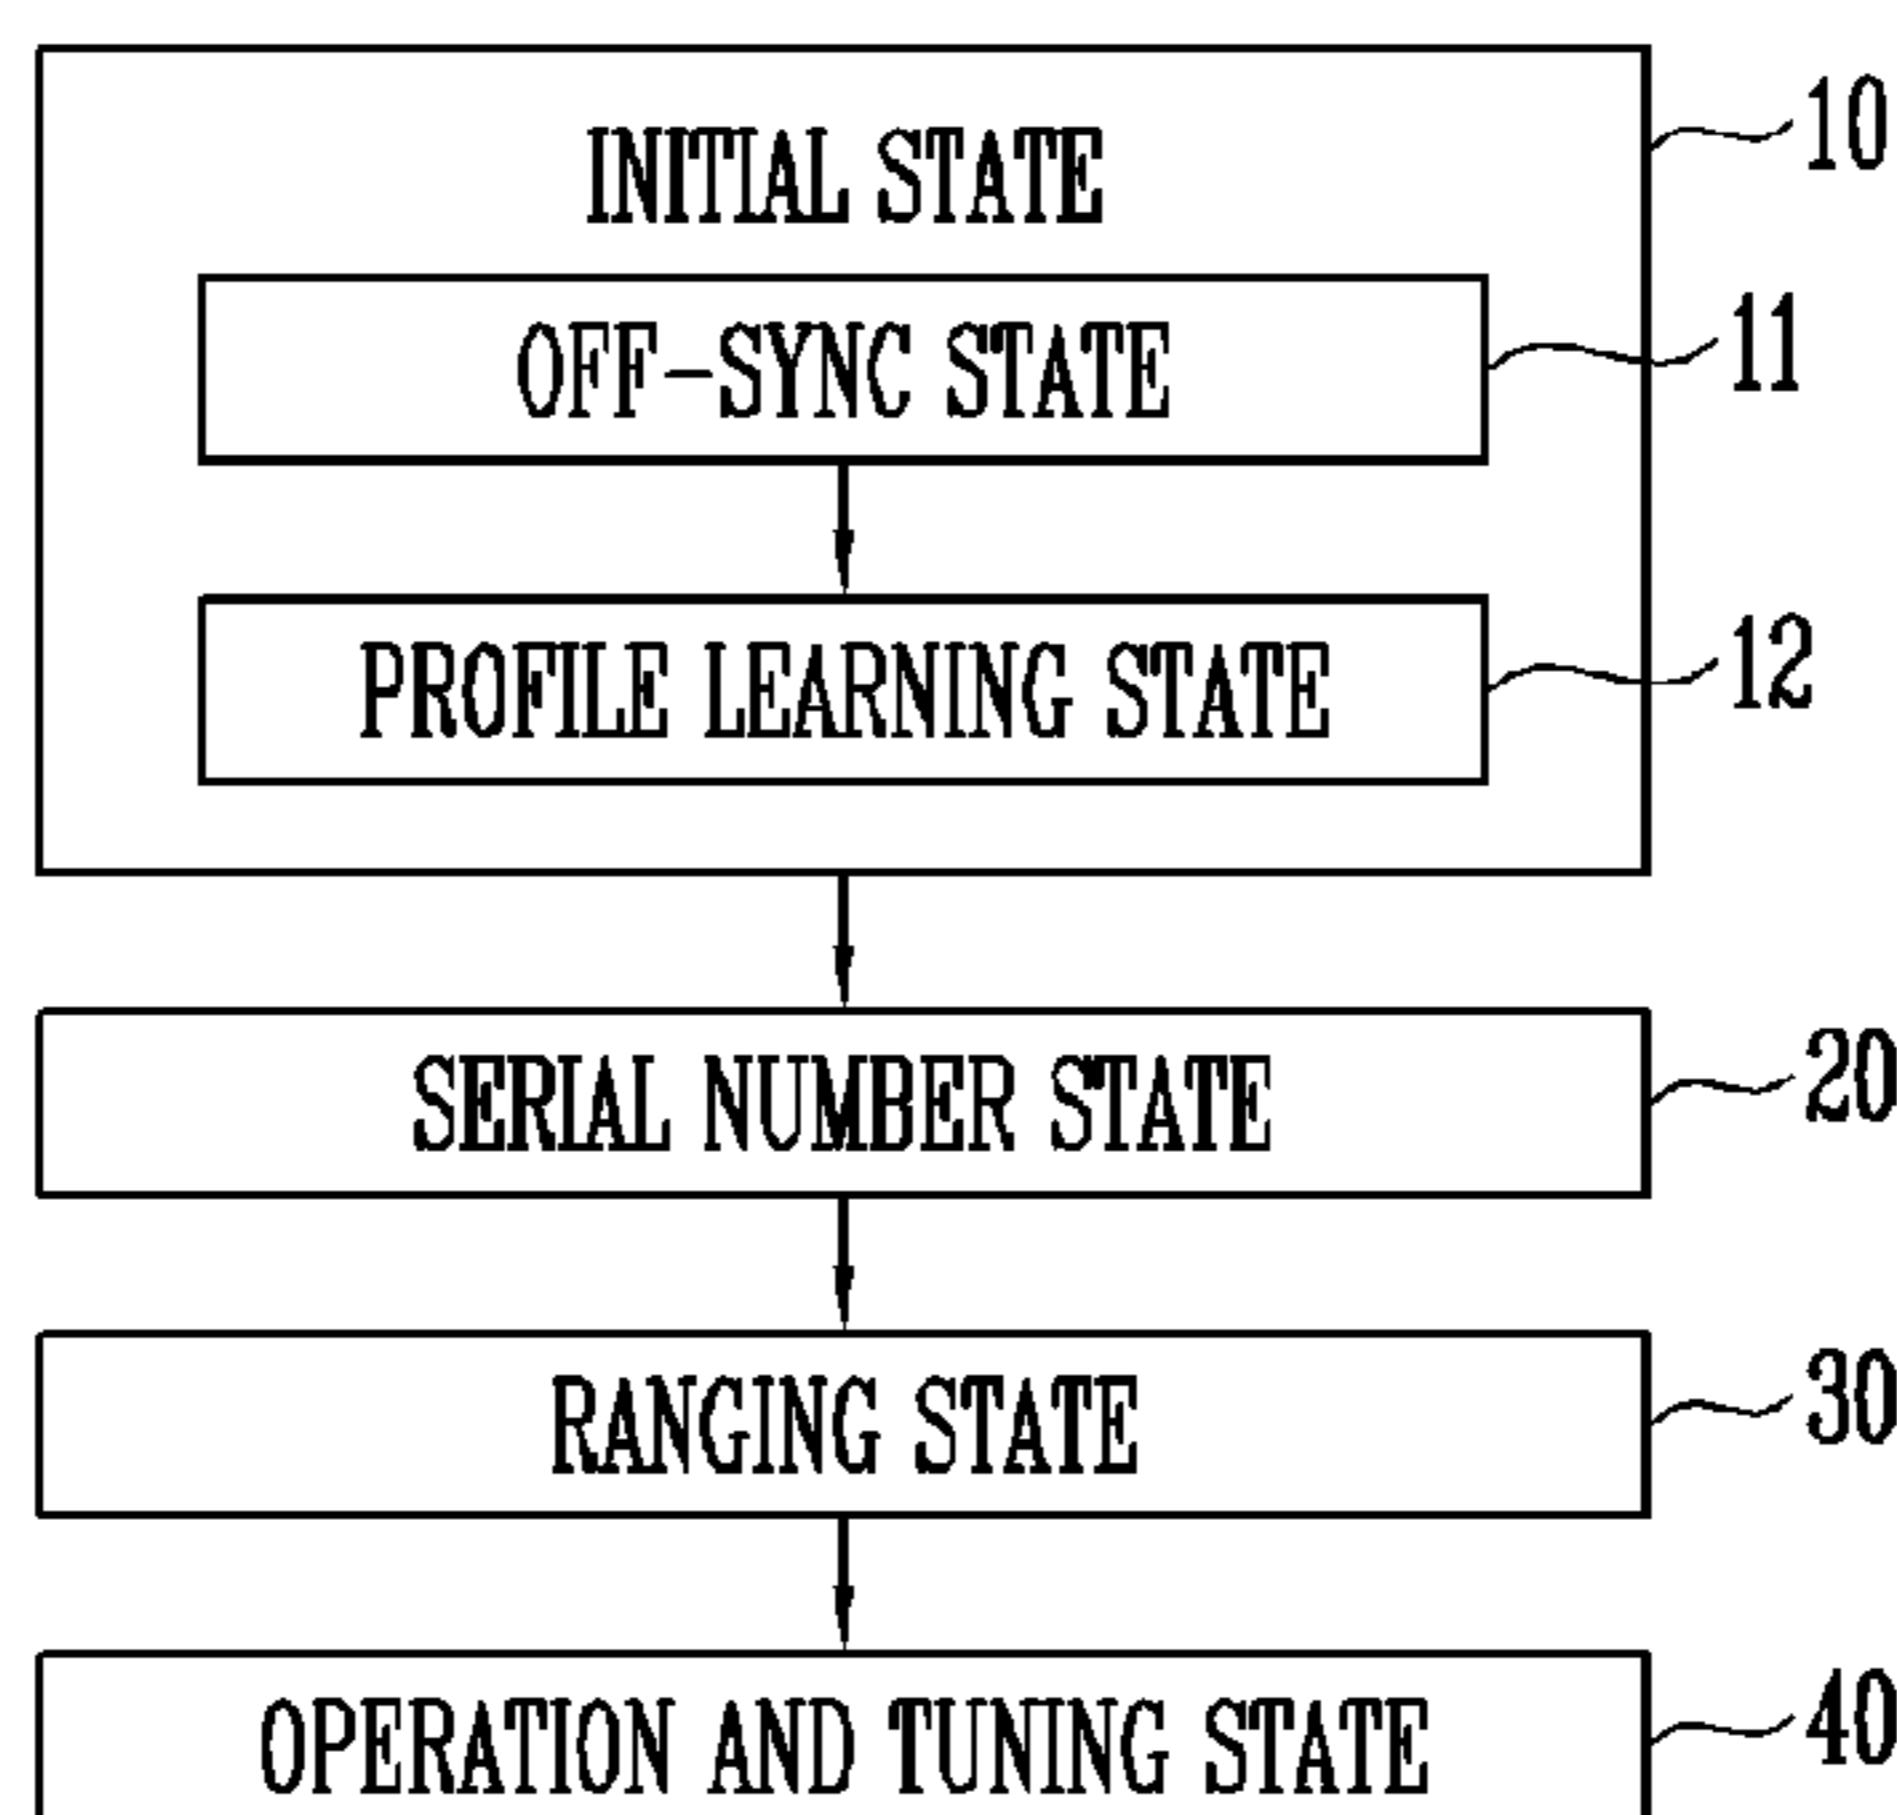 INITIAL STATE
10
OFF-SYNC STATE
11
PROFILE LEARNING STATE
12
SERIAL NUMBER STATE
20
RANGING STATE
30
OPERATION AND TUNING STATE
40